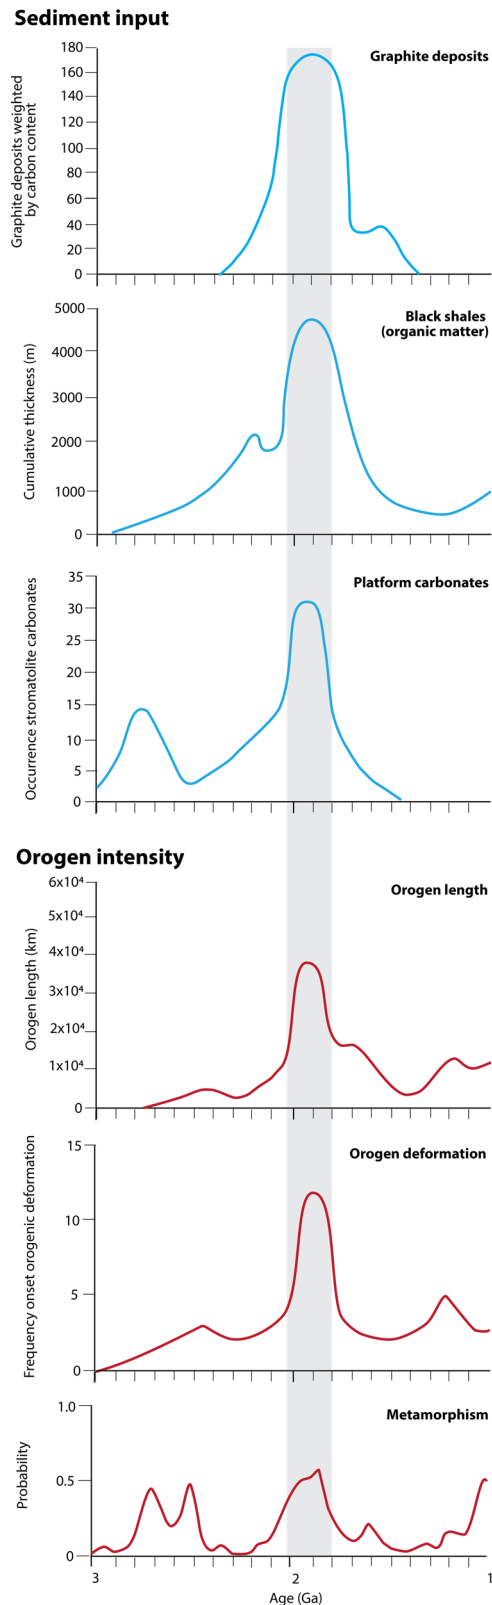 Sediment input
Graphite deposits
Graphite deposits weighted
by carbon content
180
160
140
120
100
80
60
40
20
0
Black shales
(organic matter)
Cumulative thickness (m)
5000
4000
3000
2000
1000
0
Platform carbonates
Occurrence stromatolite carbonates
35
30
25
20
15
10
5
0
Orogen intensity
Orogen length
Orogen length (km)
6x10⁴
5x10⁴
4x10⁴
3x10⁴
2x10⁴
1x10⁴
0
Orogen deformation
Frequency onset orogenic deformation
15
10
5
0
Metamorphism
Probability
1.0
0.5
0
3
2
1
Age (Ga)